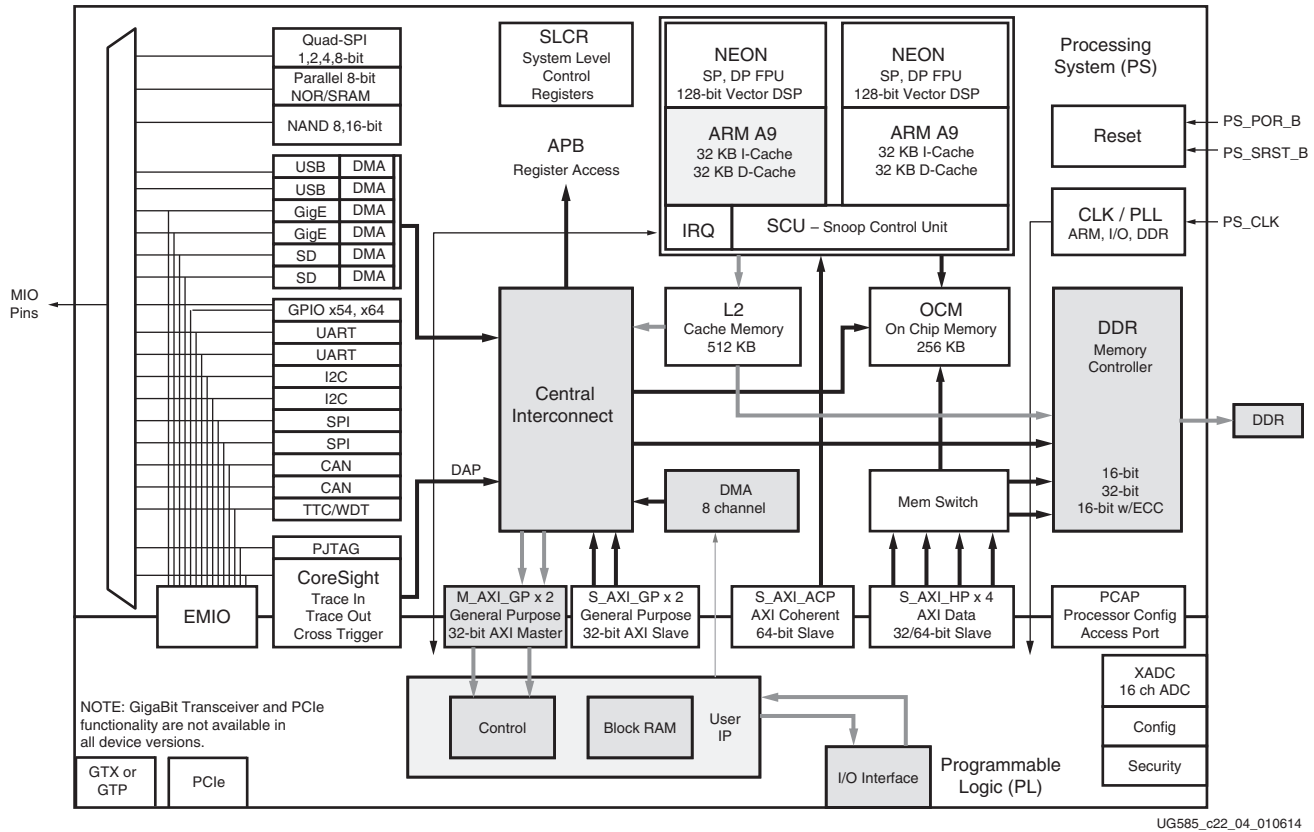 Quad-SPI
1,2,4,8-bit
Parallel 8-bit
NOR/SRAM
NAND 8,16-bit
USB DMA
USB DMA
GigE DMA
GigE DMA
SD DMA
SD DMA
GPIO x54, x64
UART
UART
I2C
I2C
SPI
SPI
CAN
CAN
TTC/WDT
PJTAG
CoreSight
Trace In
Trace Out
Cross Trigger
MIO
Pins
EMIO
SLCR
System Level
Control
Registers
APB
Register Access
NEON
SP, DP FPU
128-bit Vector DSP
ARM A9
32 KB I-Cache
32 KB D-Cache
NEON
SP, DP FPU
128-bit Vector DSP
ARM A9
32 KB I-Cache
32 KB D-Cache
IRQ
SCU – Snoop Control Unit
Processing
System (PS)
Reset
PS_POR_B
PS_SRST_B
CLK / PLL
ARM, I/O, DDR
PS_CLK
L2
Cache Memory
512 KB
OCM
On Chip Memory
256 KB
DDR
Memory
Controller
16-bit
32-bit
16-bit w/ECC
DDR
Central
Interconnect
DAP
DMA
8 channel
Mem Switch
M_AXI_GP x 2
General Purpose
32-bit AXI Master
S_AXI_GP x 2
General Purpose
32-bit AXI Slave
S_AXI_ACP
AXI Coherent
64-bit Slave
S_AXI_HP x 4
AXI Data
32/64-bit Slave
PCAP
Processor Config
Access Port
XADC
16 ch ADC
Config
Security
Control
Block RAM
User
IP
I/O Interface
Programmable
Logic (PL)
NOTE: GigaBit Transceiver and PCIe
functionality are not available in
all device versions.
GTX or
GTP
PCIe
UG585_c22_04_010614